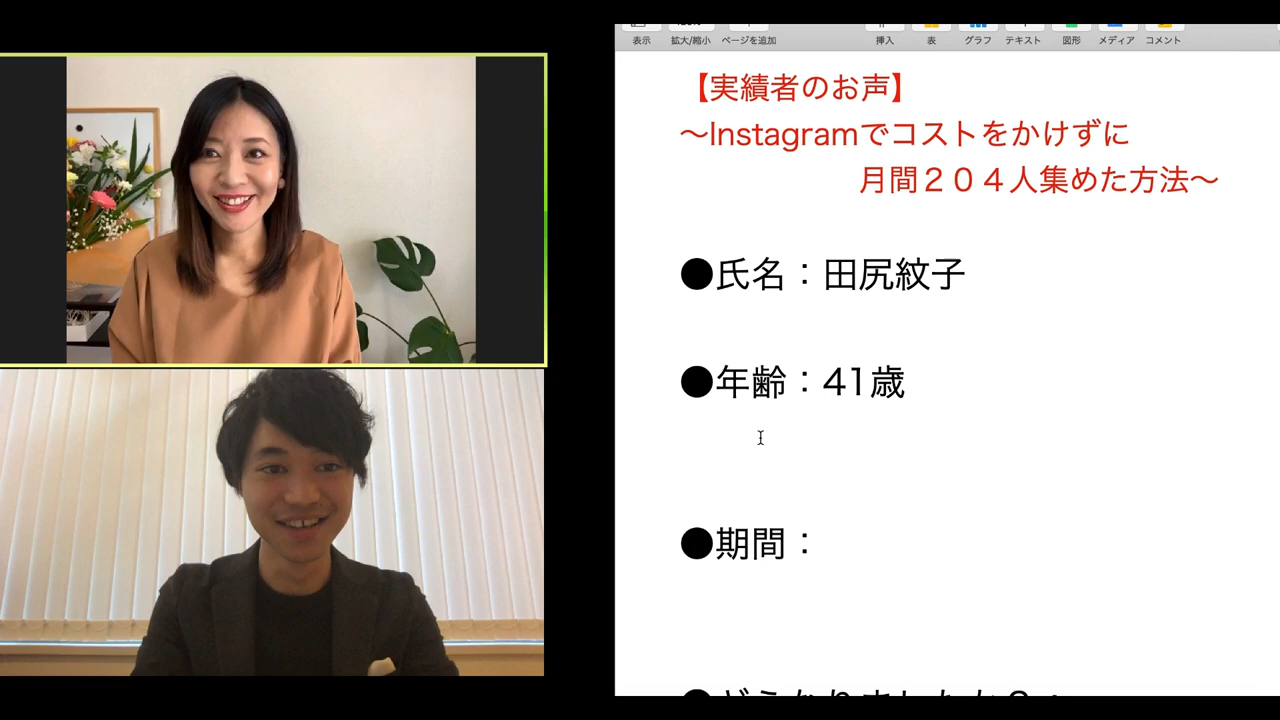 表示
拡大/縮小
ページを追加
挿入
表
グラフ
テキスト
図形
メディア
コメント
【実績者のお声】
〜Instagramでコストをかけずに
月間２０４人集めた方法〜
●氏名：田尻紋子
●年齢：41歳
●期間：